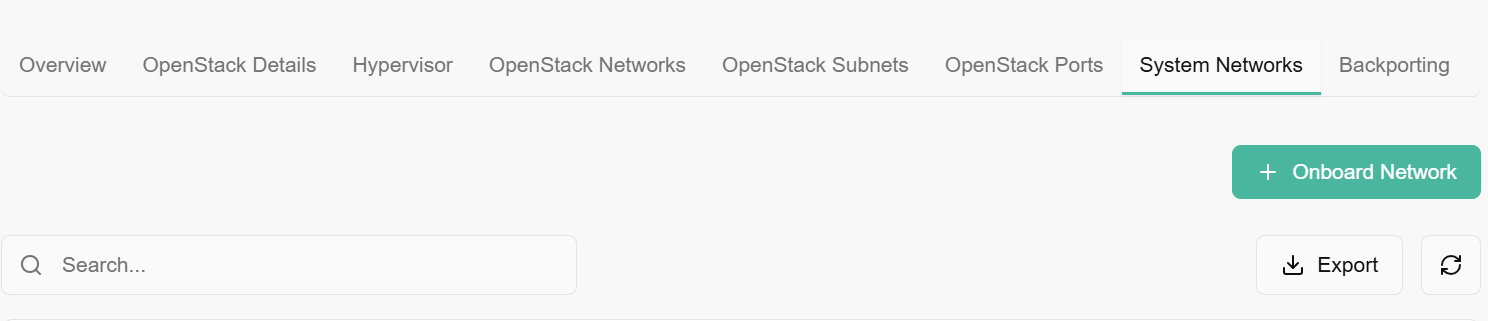 Overview OpenStack Details Hypervisor OpenStack Networks OpenStack Subnets OpenStack Ports System Networks Backporting
Onboard Network
Search... Export